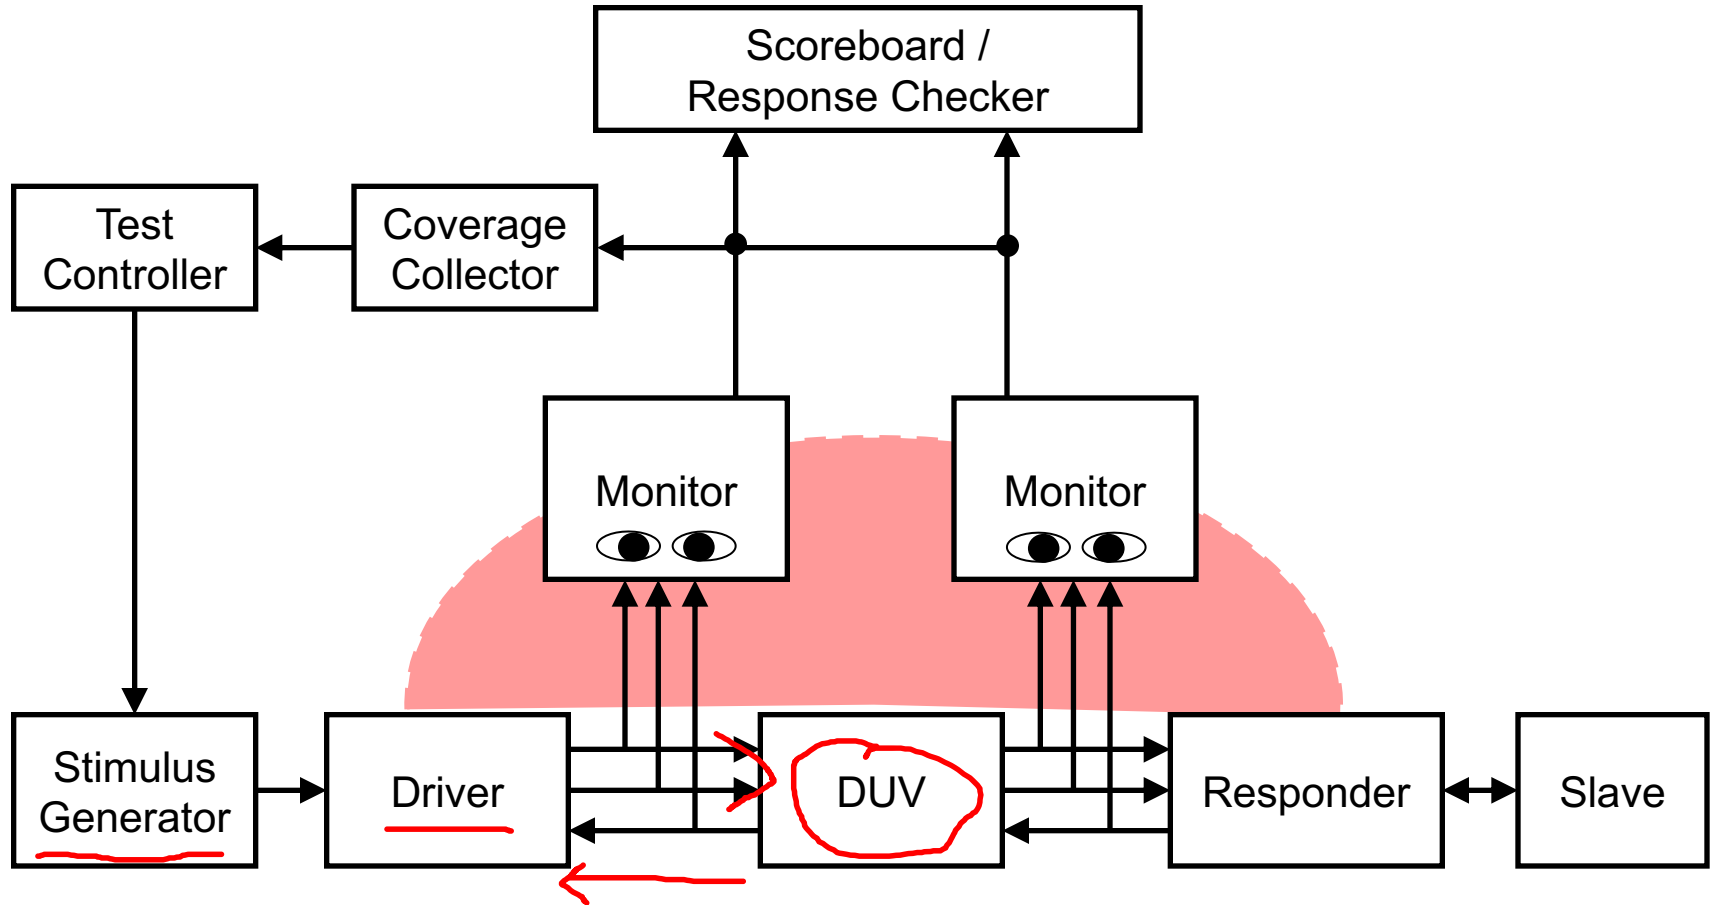 Scoreboard /
Response Checker
Test
Controller
Coverage
Collector
Monitor
Monitor
Stimulus
Generator
Driver
DUV
Responder
Slave